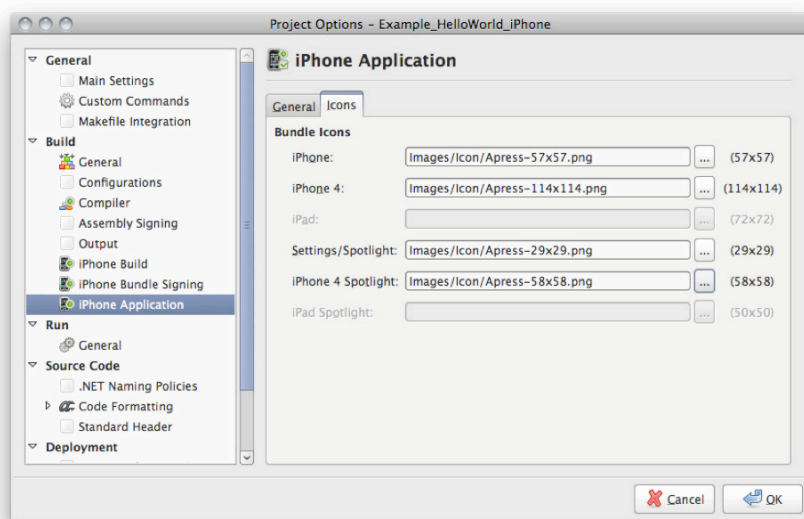 Project Options – Example_HelloWorld_iPhone
General
Main Settings
Custom Commands
Makefile Integration
Build
General
Configurations
Compiler
Assembly Signing
Output
iPhone Build
iPhone Bundle Signing
iPhone Application
Run
General
Source Code
.NET Naming Policies
Code Formatting
Standard Header
Deployment
iPhone Application
General Icons
Bundle Icons
iPhone: Images/Icon/Apress-57x57.png ... (57x57)
iPhone 4: Images/Icon/Apress-114x114.png ... (114x114)
iPad: ... (72x72)
Settings/Spotlight: Images/Icon/Apress-29x29.png ... (29x29)
iPhone 4 Spotlight: Images/Icon/Apress-58x58.png ... (58x58)
iPad Spotlight: ... (50x50)
Cancel OK